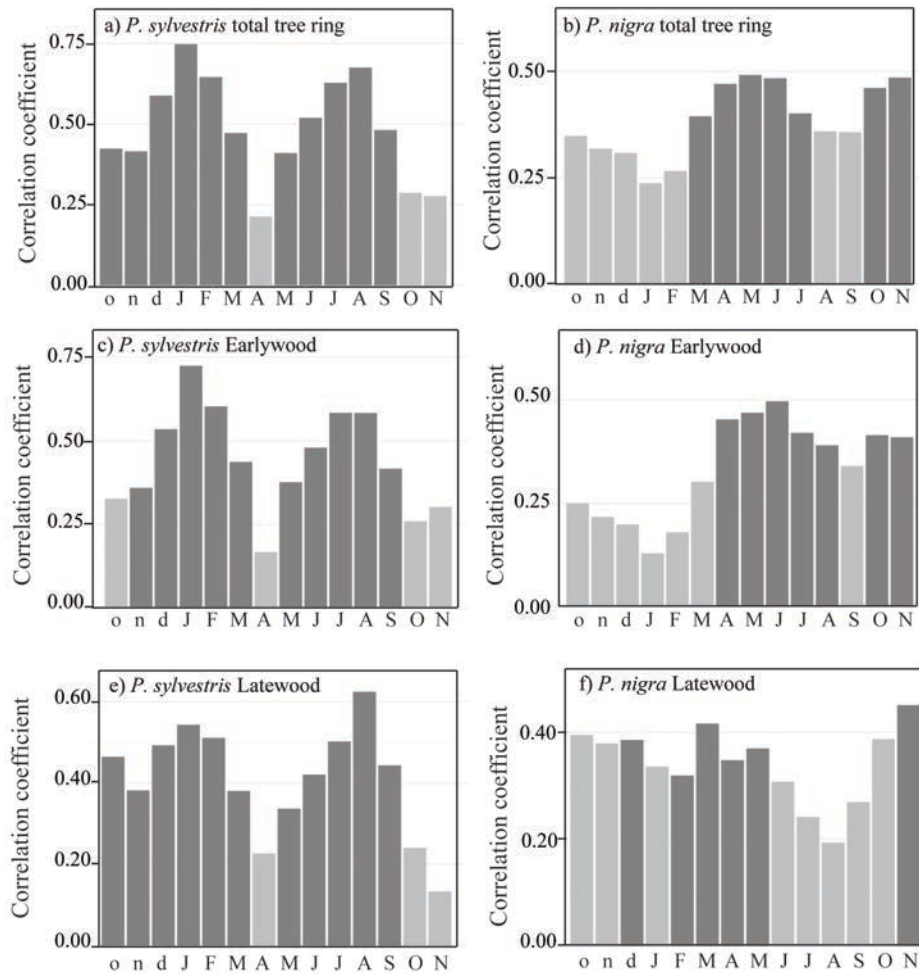 a) P. sylvestris total tree ring
Correlation coefficient
0.75
0.50
0.25
0.00
o n d J F M A M J J A S O N
b) P. nigra total tree ring
Correlation coefficient
0.50
0.25
0.00
o n d J F M A M J J A S O N
c) P. sylvestris Earlywood
Correlation coefficient
0.75
0.50
0.25
0.00
o n d J F M A M J J A S O N
d) P. nigra Earlywood
Correlation coefficient
0.50
0.25
0.00
o n d J F M A M J J A S O N
e) P. sylvestris Latewood
Correlation coefficient
0.60
0.40
0.20
0.00
o n d J F M A M J J A S O N
f) P. nigra Latewood
Correlation coefficient
0.40
0.20
0.00
o n d J F M A M J J A S O N